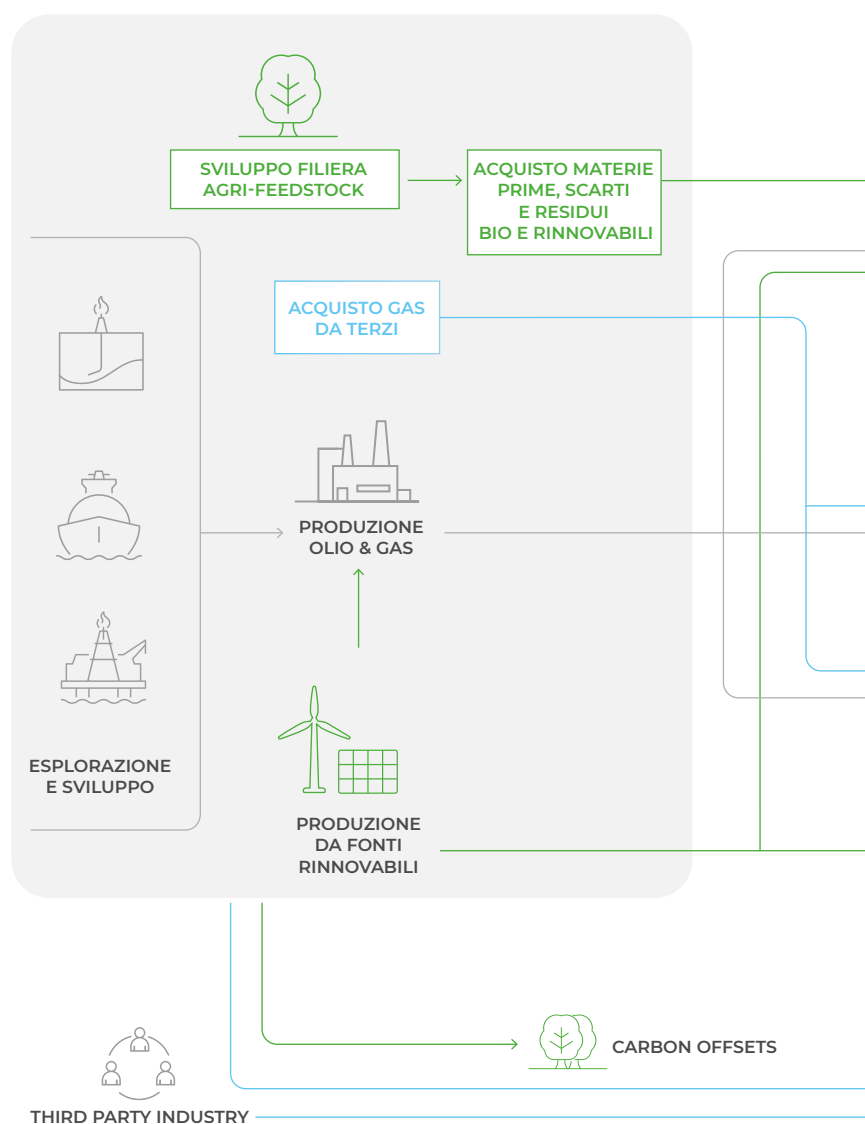 SVILUPPO FILIERA
AGRI-FEEDSTOCK
ACQUISTO MATERIE
PRIME, SCARTI
E RESIDUI
BIO E RINNOVABILI
ACQUISTO GAS
DA TERZI
PRODUZIONE
OLIO & GAS
ESPLORAZIONE
E SVILUPPO
PRODUZIONE
DA FONTI
RINNOVABILI
CARBON OFFSETS
THIRD PARTY INDUSTRY